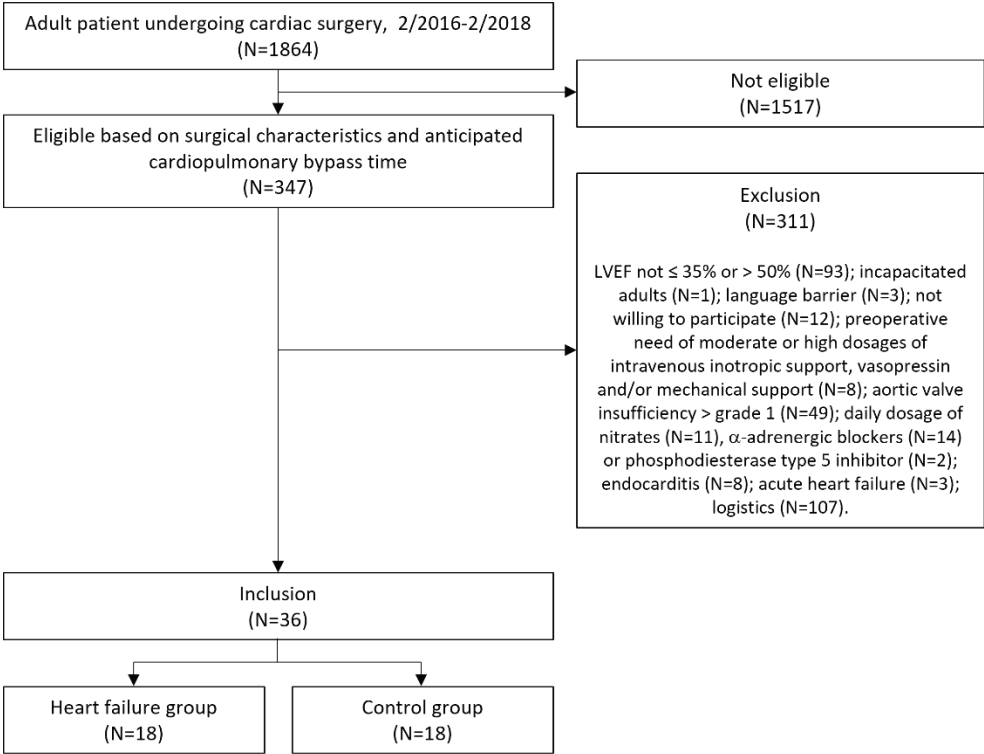 Adult patient undergoing cardiac surgery, 2/2016-2/2018
(N=1864)
Not eligible
(N=1517)
Eligible based on surgical characteristics and anticipated
cardiopulmonary bypass time
(N=347)
Exclusion
(N=311)
LVEF not ≤ 35% or > 50% (N=93); incapacitated
adults (N=1); language barrier (N=3); not
willing to participate (N=12); preoperative
need of moderate or high dosages of
intravenous inotropic support, vasopressin
and/or mechanical support (N=8); aortic valve
insufficiency > grade 1 (N=49); daily dosage of
nitrates (N=11), α-adrenergic blockers (N=14)
or phosphodiesterase type 5 inhibitor (N=2);
endocarditis (N=8); acute heart failure (N=3);
logistics (N=107).
Inclusion
(N=36)
Heart failure group
(N=18)
Control group
(N=18)